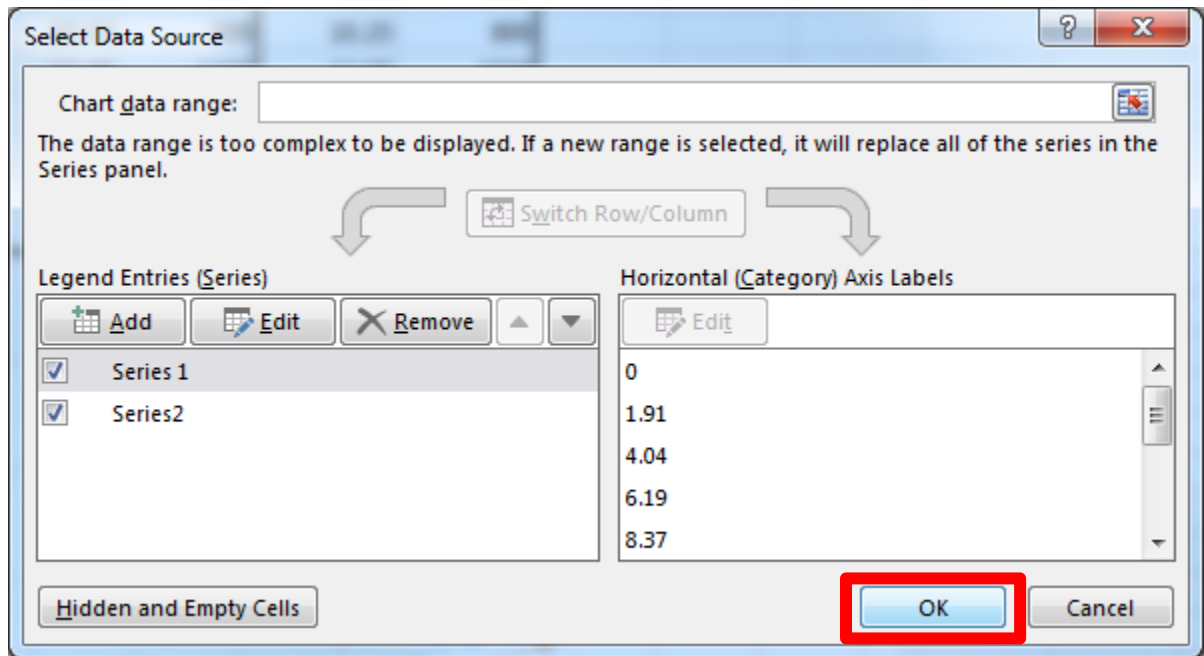 Select Data Source
Chart data range:
The data range is too complex to be displayed. If a new range is selected, it will replace all of the series in the
Series panel.
Switch Row/Column
Legend Entries (Series)
Horizontal (Category) Axis Labels
Add Edit Remove
Edit
Series 1
Series2
0
1.91
4.04
6.19
8.37
Hidden and Empty Cells
OK
Cancel